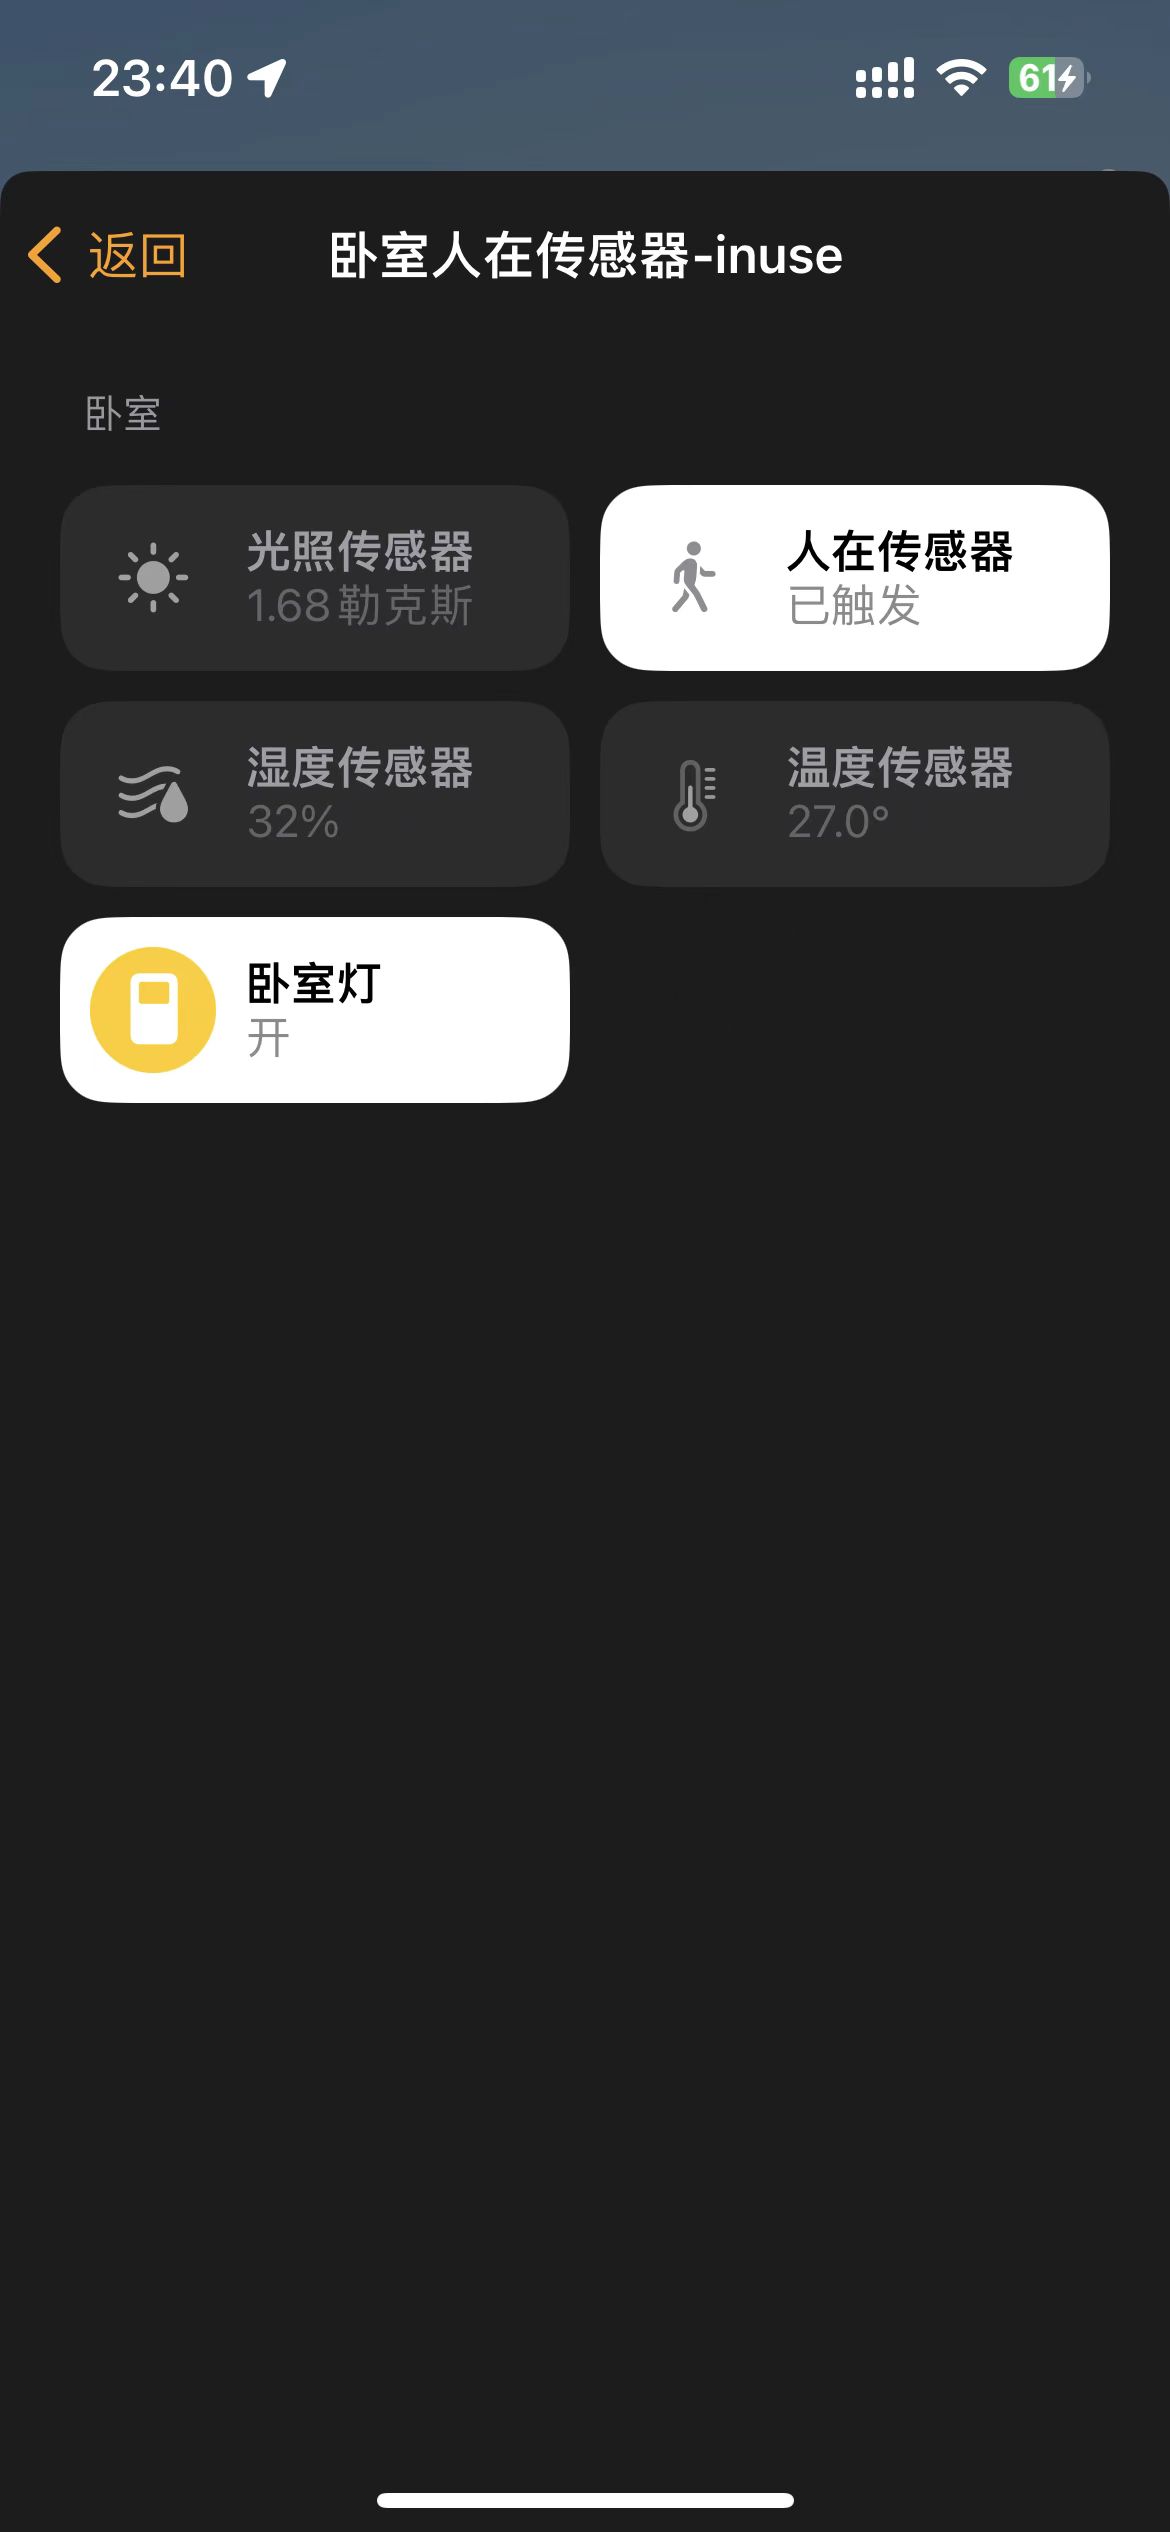 23:40
61
返回
卧室人在传感器-inuse
卧室
光照传感器
1.68 勒克斯
人在传感器
已触发
湿度传感器
32%
温度传感器
27.0°
卧室灯
开